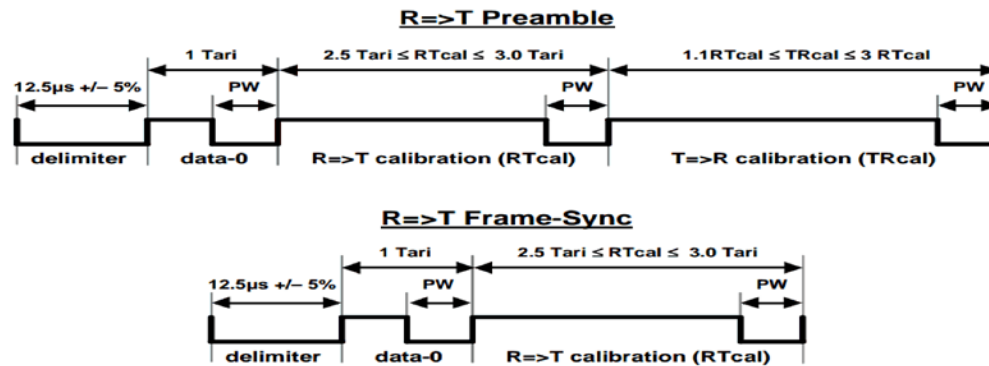 R=>T Preamble
1 Tari 2.5 Tari ≤ RTcal ≤ 3.0 Tari 1.1RTcal ≤ TRcal ≤ 3 RTcal
12.5μs +/– 5% PW PW PW
delimiter data-0 R=>T calibration (RTcal) T=>R calibration (TRcal)
R=>T Frame-Sync
1 Tari 2.5 Tari ≤ RTcal ≤ 3.0 Tari
12.5μs +/– 5% PW PW
delimiter data-0 R=>T calibration (RTcal)